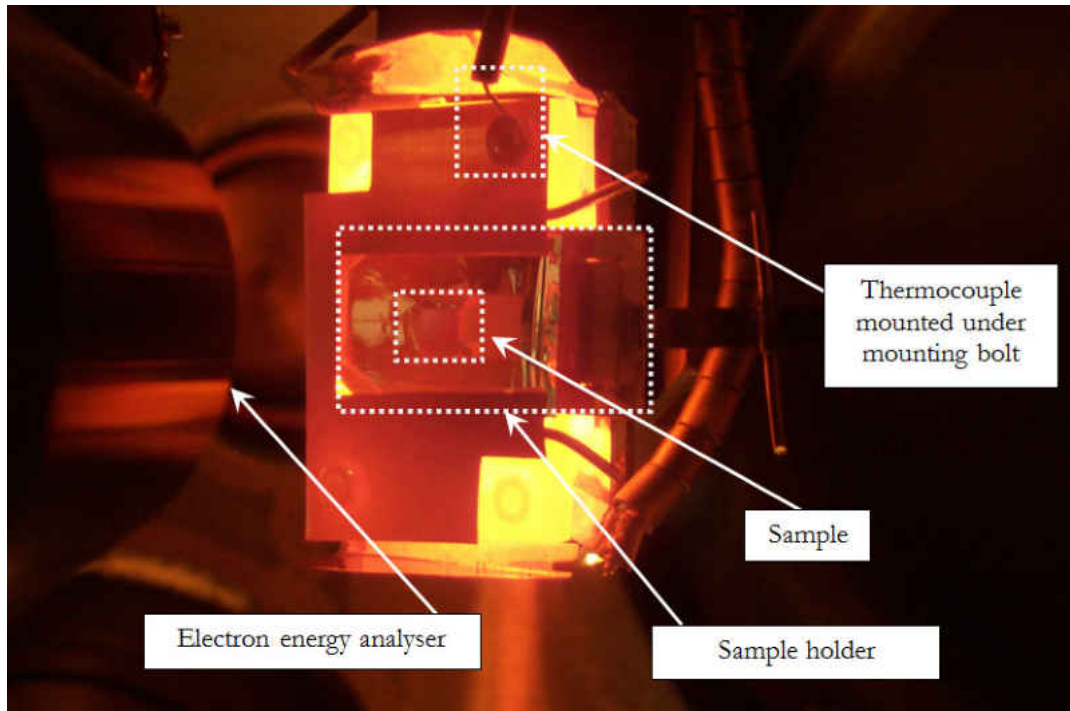 Thermocouple
mounted under
mounting bolt
Sample
Electron energy analyser
Sample holder